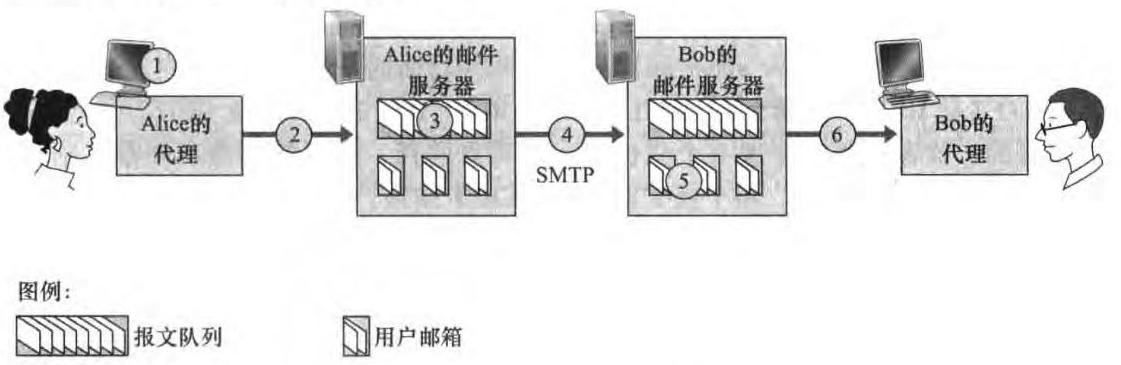 1
Alice的
代理
2
Alice的邮件
服务器
3
4
SMTP
Bob的
邮件服务器
5
6
Bob的
代理
图例：
报文队列
用户邮箱